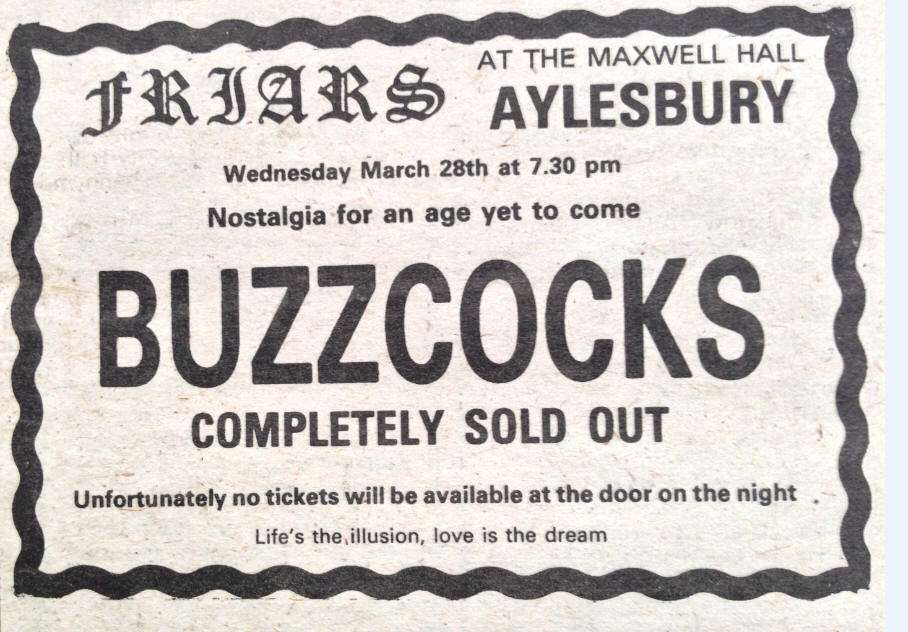 FRIARS
AT THE MAXWELL HALL
AYLESBURY
Wednesday March 28th at 7.30 pm
Nostalgia for an age yet to come
BUZZCOCKS
COMPLETELY SOLD OUT
Unfortunately no tickets will be available at the door on the night
Life's the illusion, love is the dream